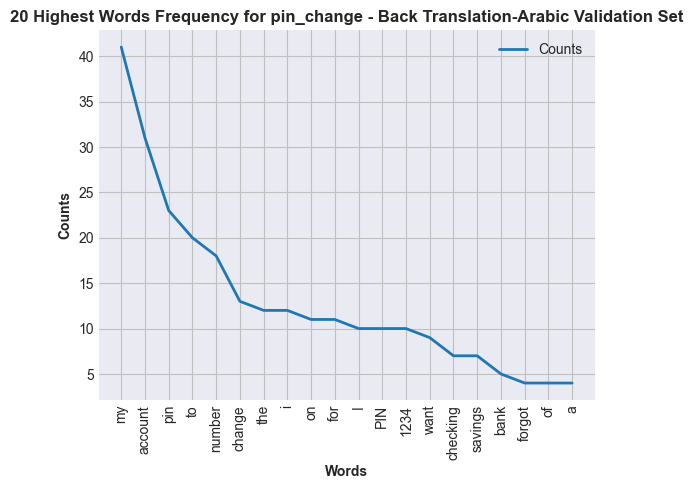 20 Highest Words Frequency for pin_change - Back Translation-Arabic Validation Set
Counts
40
35
30
25
20
15
10
5
Counts
my
account
pin
to
number
change
the
i
on
for
I
PIN
1234
want
checking
savings
bank
forgot
of
a
Words